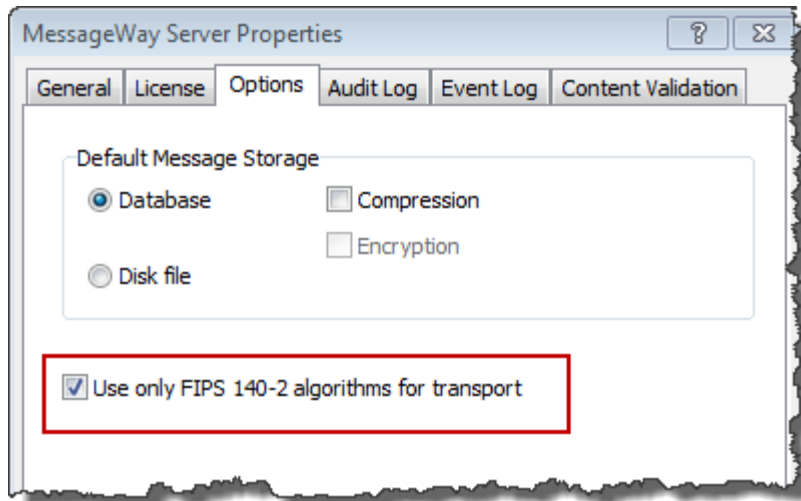 MessageWay Server Properties
General License Options Audit Log Event Log Content Validation
Default Message Storage
Database Compression
Encryption
Disk file
Use only FIPS 140-2 algorithms for transport